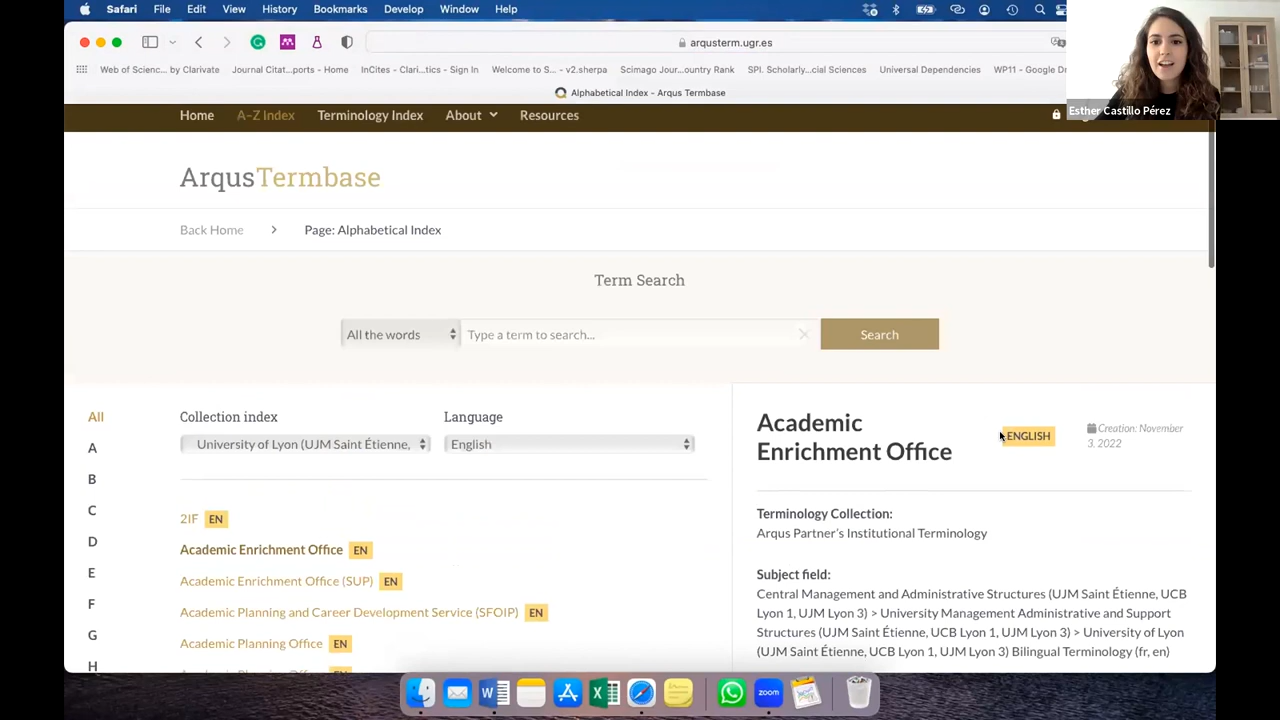 Safari File Edit View History Bookmarks Develop Window Help
arqusterm.ugr.es
Web of Scienc...by Clarivate Journal Citat...ports - Home InCites - Clari...tics - Sign In Welcome to S... - v2.sherpa Scimago Jour...ountry Rank SPI. Scholarly...cial Sciences Universal Dependencies WP11 - Google Dr
Alphabetical Index - Arqus Termbase
Esther Castillo Pérez
Home A–Z Index Terminology Index About Resources
ArqusTermbase
Back Home > Page: Alphabetical Index
Term Search
All the words Type a term to search... Search
All
A
B
C
D
E
F
G
H
Collection index Language
University of Lyon (UJM Saint Étienne, English
2IF EN
Academic Enrichment Office EN
Academic Enrichment Office (SUP) EN
Academic Planning and Career Development Service (SFOIP) EN
Academic Planning Office EN
Academic
Enrichment Office
ENGLISH
Creation: November
3, 2022
Terminology Collection:
Arqus Partner's Institutional Terminology
Subject field:
Central Management and Administrative Structures (UJM Saint Étienne, UCB
Lyon 1, UJM Lyon 3) > University Management Administrative and Support
Structures (UJM Saint Étienne, UCB Lyon 1, UJM Lyon 3) > University of Lyon
(UJM Saint Étienne, UCB Lyon 1, UJM Lyon 3) Bilingual Terminology (fr, en)
zoom